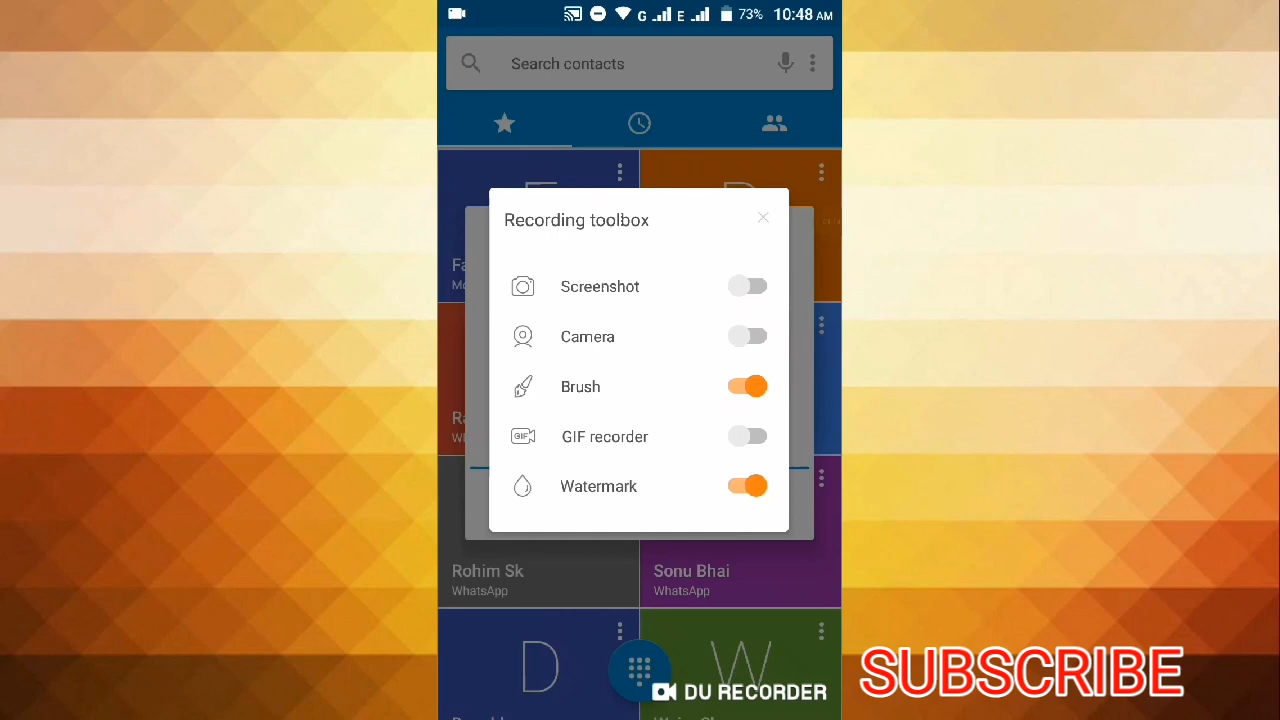 G E 73% 10:48 AM
Search contacts
Recording toolbox
Screenshot
Camera
Brush
GIF recorder
GIF
Watermark
Rohim Sk
WhatsApp
Sonu Bhai
WhatsApp
D
W
DU RECORDER
SUBSCRIBE